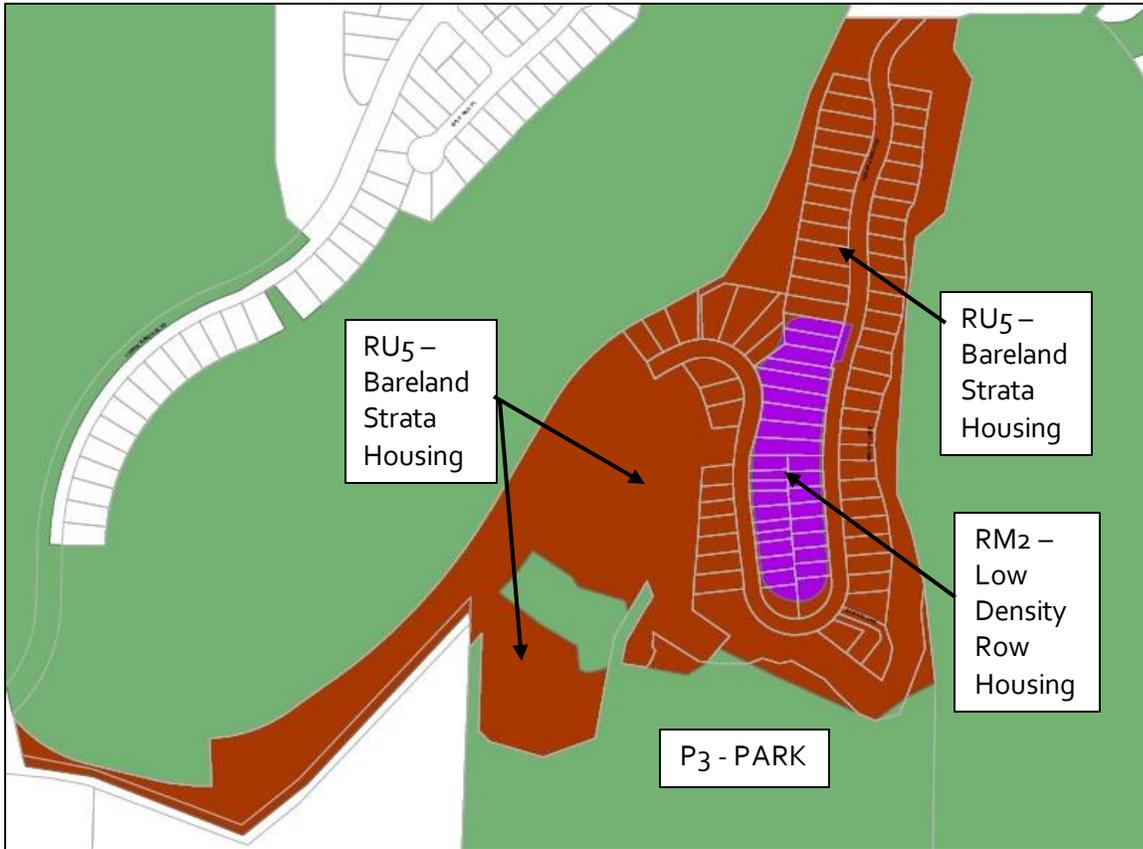 RU5 –
Bareland
Strata
Housing
RU5 –
Bareland
Strata
Housing
RM2 –
Low
Density
Row
Housing
P3 - PARK